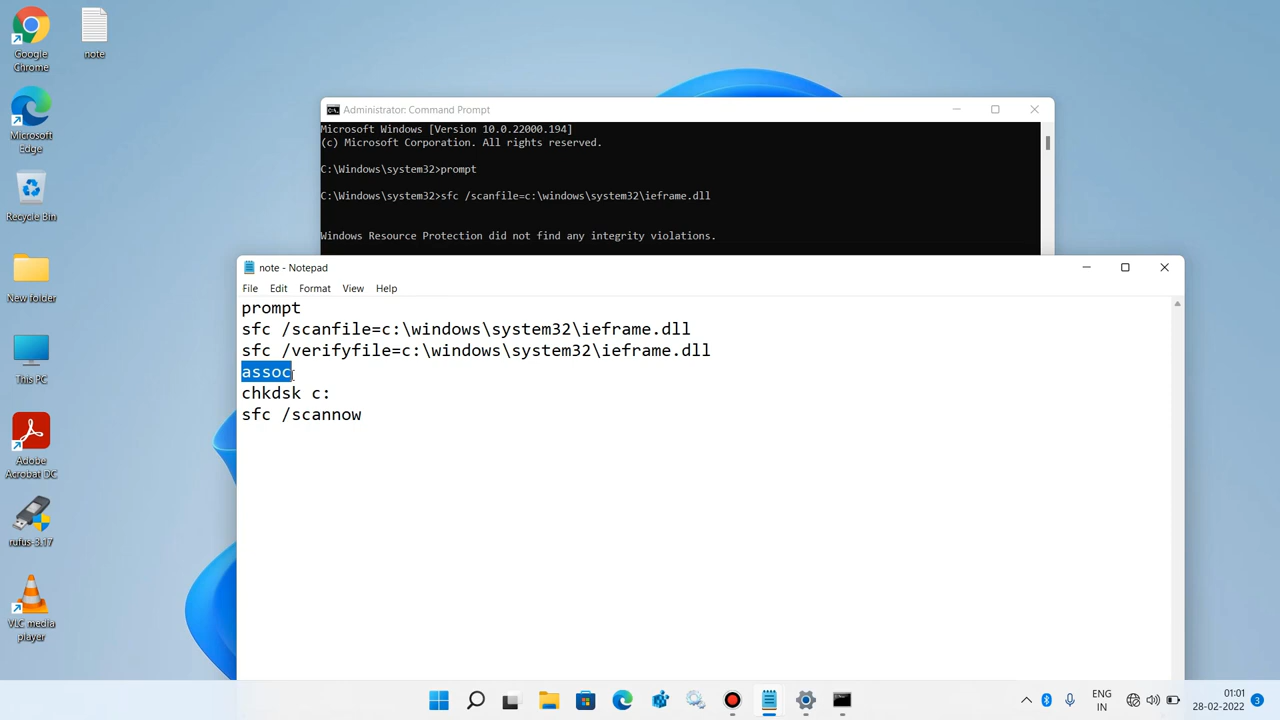 Google
Chrome
note
Microsoft
Edge
Recycle Bin
New folder
This PC
Adobe
Acrobat DC
rufus-3.17
VLC media
player
Administrator: Command Prompt
Microsoft Windows [Version 10.0.22000.194]
(c) Microsoft Corporation. All rights reserved.
C:\Windows\system32>prompt
C:\Windows\system32>sfc /scanfile=c:\windows\system32\ieframe.dll
Windows Resource Protection did not find any integrity violations.
note - Notepad
File Edit Format View Help
prompt
sfc /scanfile=c:\windows\system32\ieframe.dll
sfc /verifyfile=c:\windows\system32\ieframe.dll
assoc
chkdsk c:
sfc /scannow
ENG
IN
01:01
28-02-2022
3